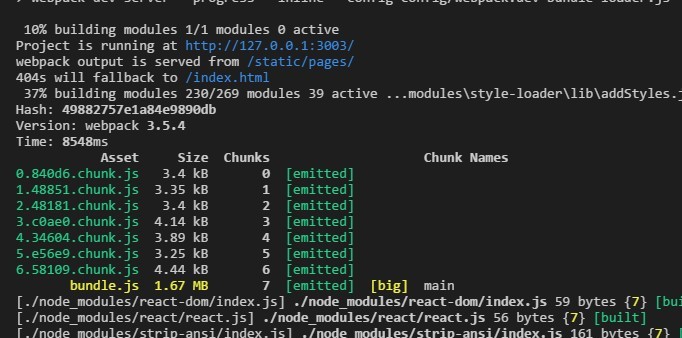 > webpack-dev-server --progress --inline --config config/webpack.dev-bundle-loader.js
10% building modules 1/1 modules 0 active
Project is running at http://127.0.0.1:3003/
webpack output is served from /static/pages/
404s will fallback to /index.html
37% building modules 230/269 modules 39 active ...modules\style-loader\lib\addStyles.j
Hash: 49882757e1a84e9890db
Version: webpack 3.5.4
Time: 8548ms
Asset Size Chunks Chunk Names
0.840d6.chunk.js 3.4 kB 0 [emitted]
1.48851.chunk.js 3.35 kB 1 [emitted]
2.48181.chunk.js 3.4 kB 2 [emitted]
3.c0ae0.chunk.js 4.14 kB 3 [emitted]
4.34604.chunk.js 3.89 kB 4 [emitted]
5.e56e9.chunk.js 3.25 kB 5 [emitted]
6.58109.chunk.js 4.44 kB 6 [emitted]
bundle.js 1.67 MB 7 [emitted] [big] main
[./node_modules/react-dom/index.js] ./node_modules/react-dom/index.js 59 bytes {7} [bui
[./node_modules/react/react.js] ./node_modules/react/react.js 56 bytes {7} [built]
[./node_modules/strip-ansi/index.js] ./node_modules/strip-ansi/index.js 161 bytes {7}